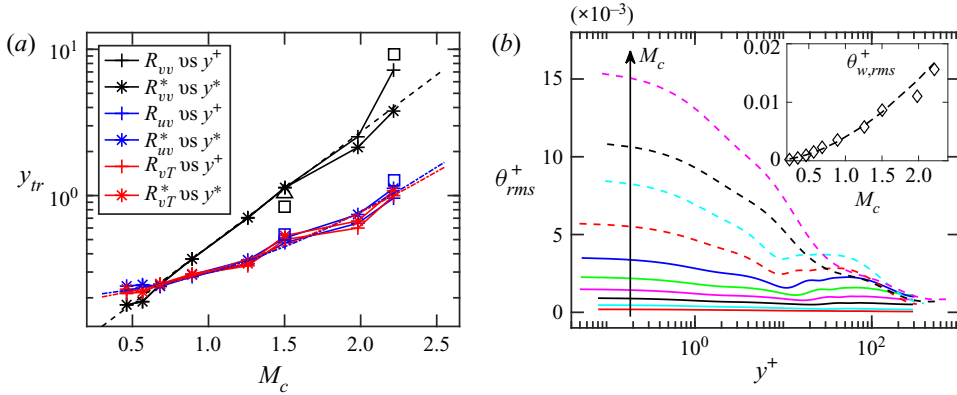 (a)
10¹
10⁰
y_tr
R_vv vs y⁺
R*_vv vs y*
R_uv vs y⁺
R*_uv vs y*
R_vT vs y⁺
R*_vT vs y*
0.5 1.0 1.5 2.0 2.5
M_c
(b)
(×10⁻³)
15
10
5
0
θ⁺_rms
M_c
0.02
0.01
0
θ⁺_w,rms
0.5 1.0 1.5 2.0
M_c
10⁰ 10²
y⁺